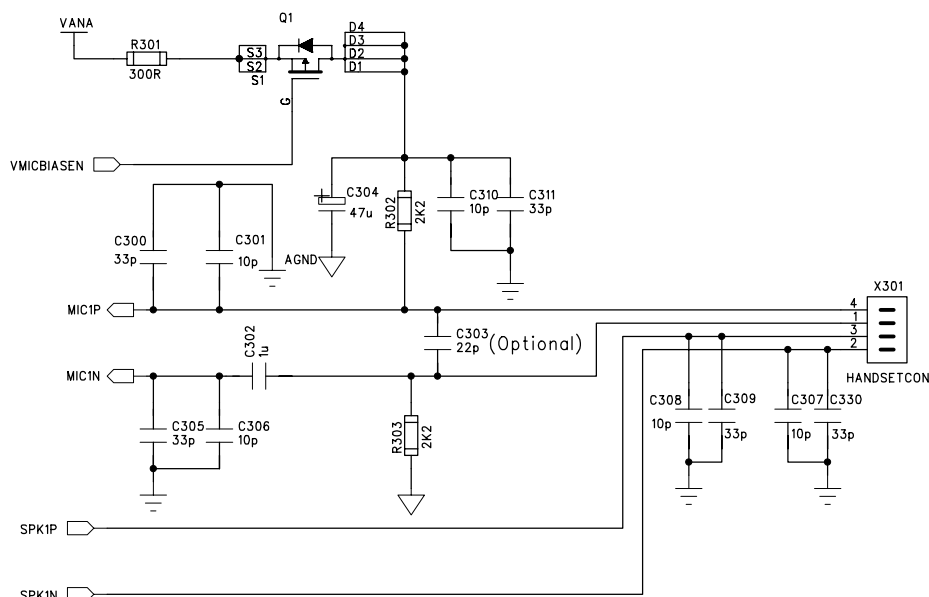 VANA
Q1
R301
300R
S3
S2
S1
D4
D3
D2
D1
G
VMICBIASEN
C304
47u
R302
2K2
C310
10p
C311
33p
C300
33p
C301
10p
AGND
X301
MIC1P
4
1
3
2
C302
1u
C303
22p
(Optional)
MIC1N
HANDSETCON
C305
33p
C306
10p
R303
2K2
C308
10p
C309
33p
C307
10p
C330
33p
SPK1P
SPK1N